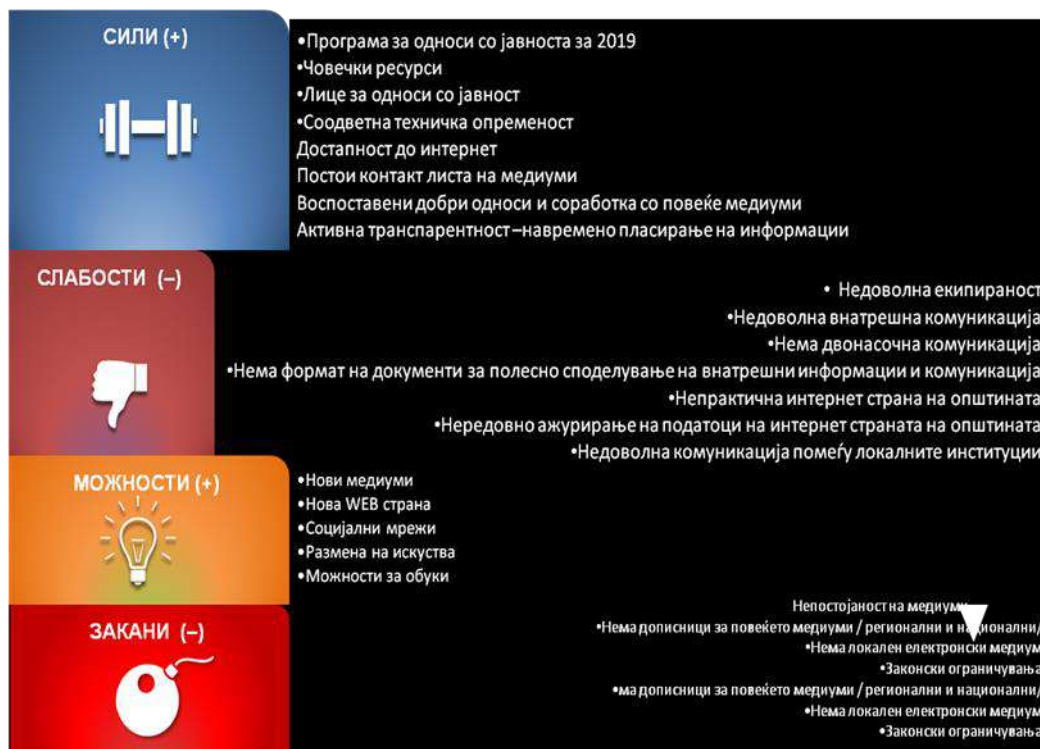 СИЛИ (+)
•Програма за односи со јавноста за 2019
•Човечки ресурси
•Лице за односи со јавност
•Соодветна техничка опременост
Достапност до интернет
Постои контакт листа на медиуми
Воспоставени добри односи и соработка со повеќе медиуми
Активна транспарентност–навремено пласирање на информации
СЛАБОСТИ (–)
• Недоволна екипираност
•Недоволна внатрешна комуникација
•Нема двонасочна комуникација
•Нема формат на документи за полесно споделување на внатрешни информации и комуникација
•Непрактична интернет страна на општината
•Нередовно ажурирање на податоци на интернет страната на општината
•Недоволна комуникација помеѓу локалните институции
МОЖНОСТИ (+)
•Нови медиуми
•Нова WEB страна
•Социјални мрежи
•Размена на искуства
•Можности за обуки
ЗАКАНИ (–)
Непостојаност на медиуми
•Нема дописници за повеќето медиуми / регионални и национални/
•Нема локален електронски медиум
•Законски ограничувања
•ма дописници за повеќето медиуми / регионални и национални/
•Нема локален електронски медиум
•Законски ограничувања